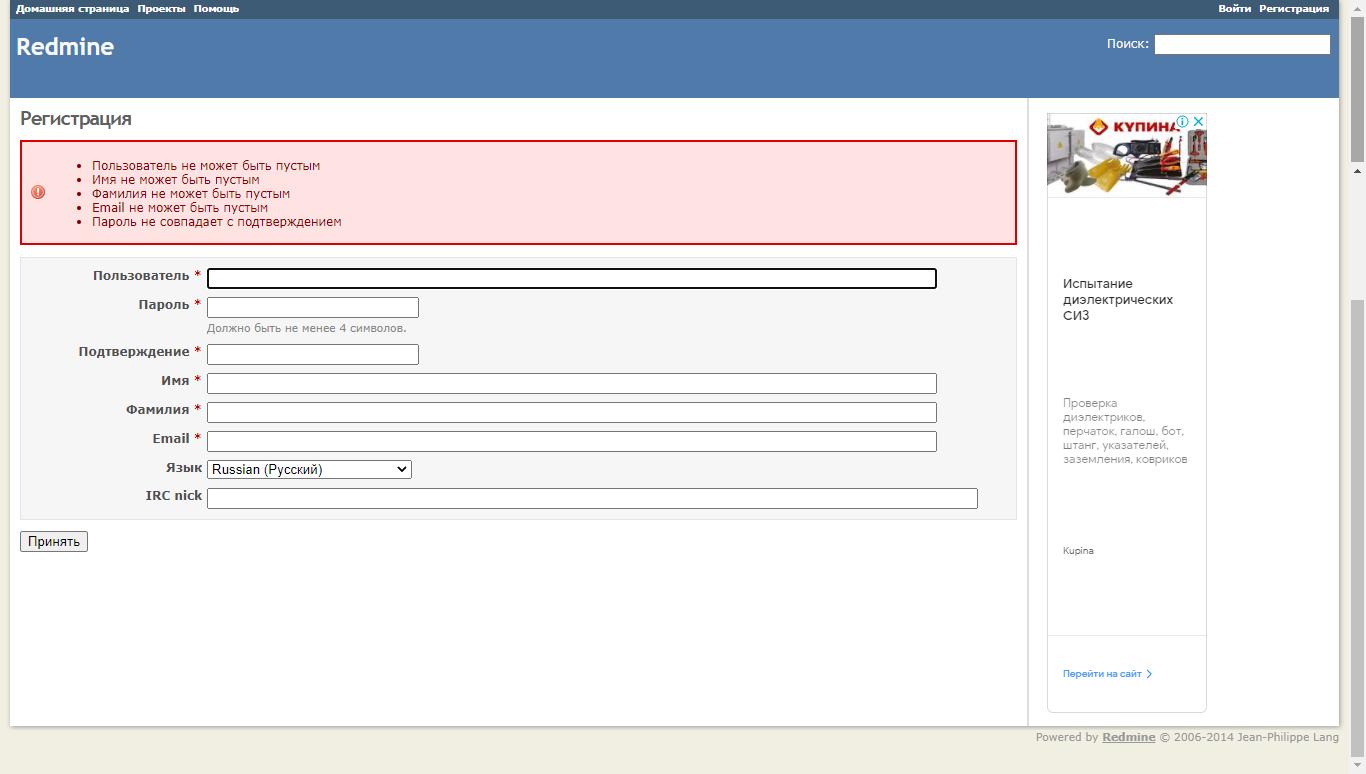 Домашняя страница Проекты Помощь
Войти Регистрация
Redmine
Поиск:
Регистрация
Пользователь не может быть пустым
Имя не может быть пустым
Фамилия не может быть пустым
Email не может быть пустым
Пароль не совпадает с подтверждением
Пользователь *
Пароль *
Должно быть не менее 4 символов.
Подтверждение *
Имя *
Фамилия *
Email *
Язык Russian (Русский)
IRC nick
Принять
КУПИНА
Испытание
диэлектрических
СИЗ
Проверка
диэлектриков,
перчаток, галош, бот,
штанг, указателей,
заземления, ковриков
Kupina
Перейти на сайт
Powered by Redmine © 2006-2014 Jean-Philippe Lang